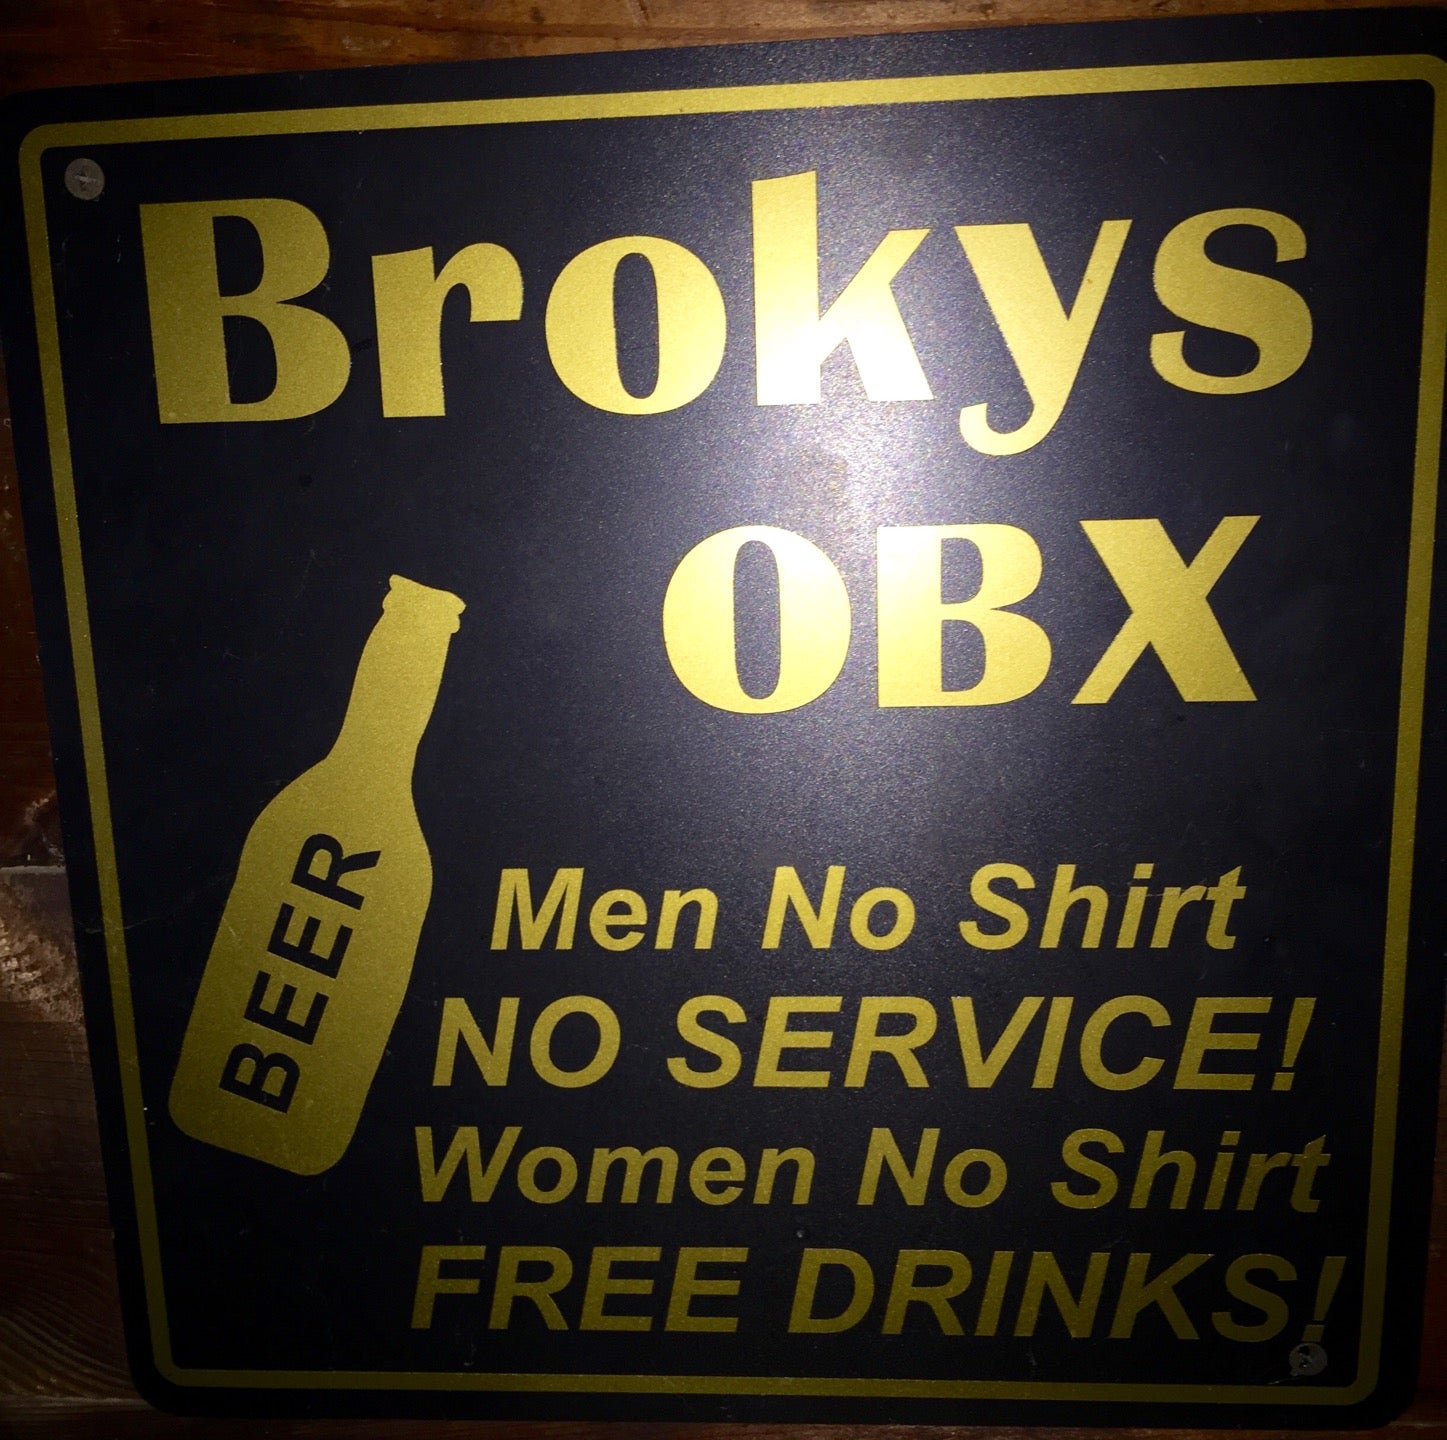 Brokys
OBX
BEER
Men No Shirt
NO SERVICE!
Women No Shirt
FREE DRINKS!